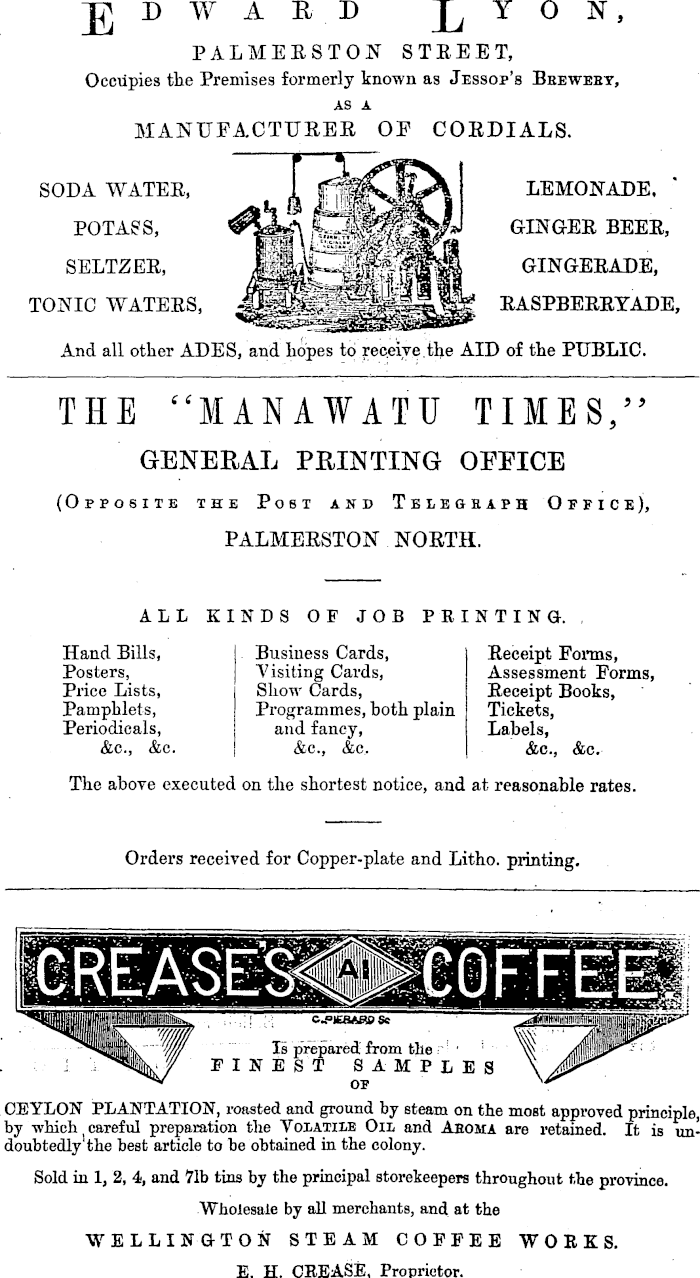 EDWARD LYON,
PALMERSTON STREET,
Occupies the Premises formerly known as JESSOP'S BREWERY,
AS A
MANUFACTURER OF CORDIALS.
SODA WATER,
POTASS,
SELTZER,
TONIC WATERS,
LEMONADE,
GINGER BEER,
GINGERADE,
RASPBERRYADE,
And all other ADES, and hopes to receive the AID of the PUBLIC.
THE "MANAWATU TIMES,"
GENERAL PRINTING OFFICE
(OPPOSITE THE POST AND TELEGRAPH OFFICE),
PALMERSTON NORTH.
ALL KINDS OF JOB PRINTING.
Hand Bills,
Posters,
Price Lists,
Pamphlets,
Periodicals,
&c., &c.
Business Cards,
Visiting Cards,
Show Cards,
Programmes, both plain
and fancy,
&c., &c.
Receipt Forms,
Assessment Forms,
Receipt Books,
Tickets,
Labels,
&c., &c.
The above executed on the shortest notice, and at reasonable rates.
Orders received for Copper-plate and Litho. printing.
CREASE'S A1 COFFEE
C. PIERARD Sc
Is prepared from the
FINEST SAMPLES
OF
CEYLON PLANTATION, roasted and ground by steam on the most approved principle,
by which careful preparation the VOLATILE OIL and AROMA are retained. It is un-
doubtedly the best article to be obtained in the colony.
Sold in 1, 2, 4, and 7lb tins by the principal storekeepers throughout the province.
Wholesale by all merchants, and at the
WELLINGTON STEAM COFFEE WORKS.
E. H. CREASE, Proprietor.